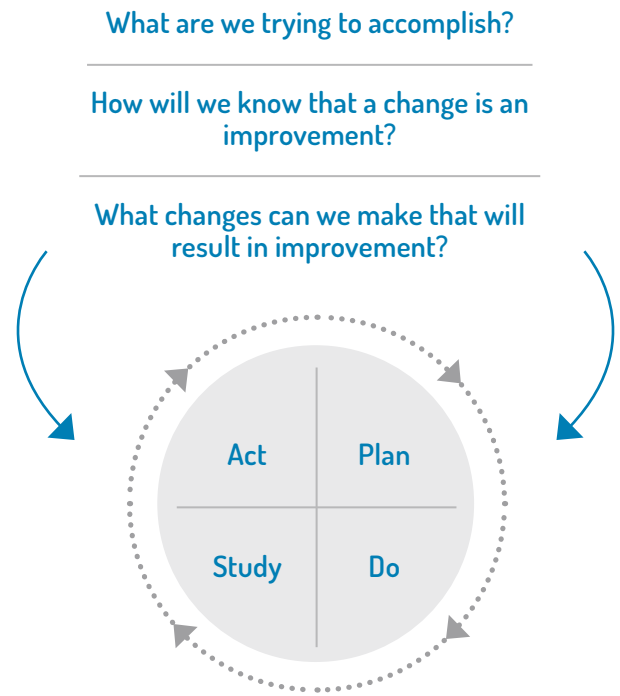 What are we trying to accomplish?
How will we know that a change is an
improvement?
What changes can we make that will
result in improvement?
Act
Plan
Study
Do